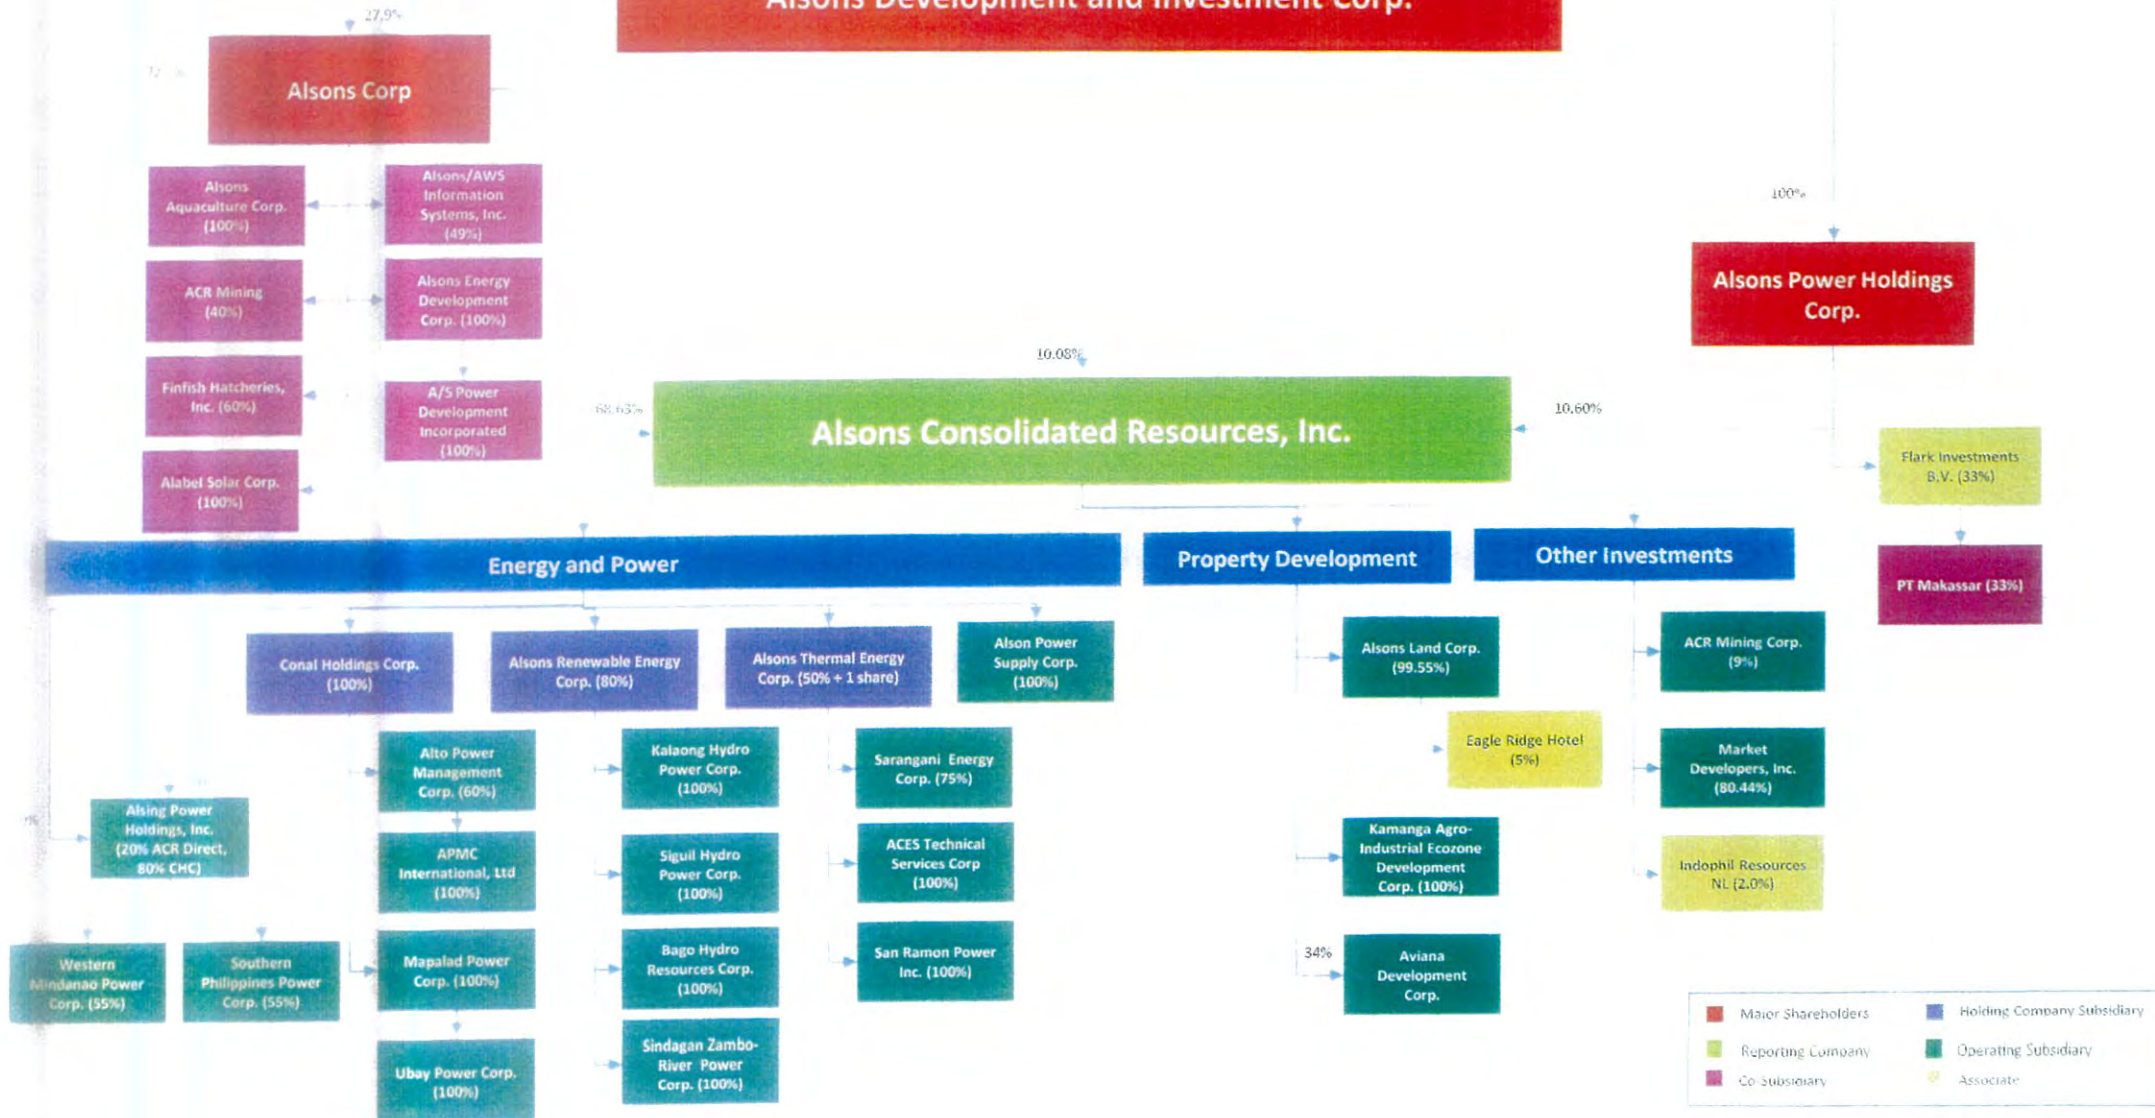 Alsons Development and Investment Corp.
27.9%
Alsons Corp
Alsons
Aquaculture Corp.
(100%)
Alsons/AWS
Information
Systems, Inc.
(49%)
ACR Mining
(40%)
Alsons Energy
Development
Corp. (100%)
Finfish Hatcheries,
Inc. (60%)
A/S Power
Development
Incorporated
(100%)
Alabel Solar Corp.
(100%)
100%
Alsons Power Holdings
Corp.
10.08%
68.63%
Alsons Consolidated Resources, Inc.
10.60%
Flark Investments
B.V. (33%)
PT Makassar (33%)
Energy and Power
Property Development
Other Investments
Conal Holdings Corp.
(100%)
Alsons Renewable Energy
Corp. (80%)
Alsons Thermal Energy
Corp. (50% + 1 share)
Alson Power
Supply Corp.
(100%)
Alsing Power
Holdings, Inc.
(20% ACR Direct,
80% CHC)
Western
Mindanao Power
Corp. (55%)
Southern
Philippines Power
Corp. (55%)
Alto Power
Management
Corp. (60%)
APMC
International, Ltd
(100%)
Mapalad Power
Corp. (100%)
Ubay Power Corp.
(100%)
Kalaong Hydro
Power Corp.
(100%)
Siguil Hydro
Power Corp.
(100%)
Bago Hydro
Resources Corp.
(100%)
Sindagan Zambo-
River Power
Corp. (100%)
Sarangani Energy
Corp. (75%)
ACES Technical
Services Corp
(100%)
San Ramon Power
Inc. (100%)
Alsons Land Corp.
(99.55%)
Eagle Ridge Hotel
(5%)
Kamanga Agro-
Industrial Ecozone
Development
Corp. (100%)
34%
Aviana
Development
Corp.
ACR Mining Corp.
(9%)
Market
Developers, Inc.
(80.44%)
Indophil Resources
NL (2.0%)
Major Shareholders
Holding Company Subsidiary
Reporting Company
Operating Subsidiary
Co Subsidiary
Associate